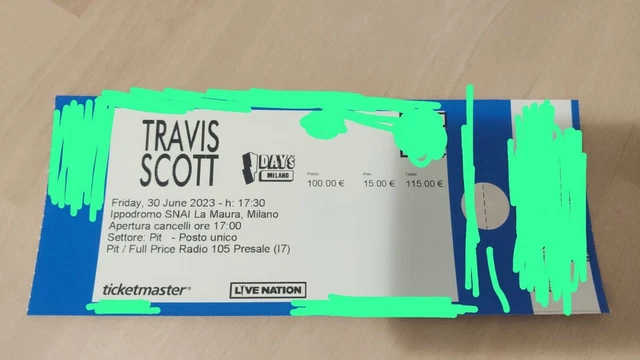 TRAVIS
SCOTT
DAYS
MILANO
100.00 € 15.00 € 115.00 €
Friday, 30 June 2023 - h: 17:30
Ippodromo SNAI La Maura, Milano
Apertura cancelli ore 17:00
Settore: Pit - Posto unico
Pit / Full Price Radio 105 Presale (I7)
ticketmaster®
LIVE NATION